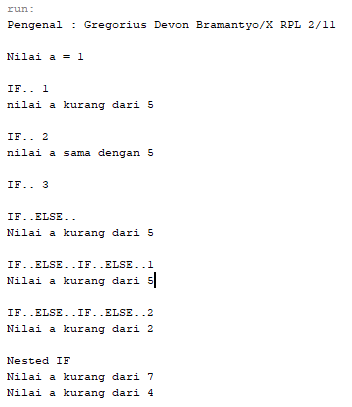 run:
Pengenal : Gregorius Devon Bramantyo/X RPL 2/11
Nilai a = 1
IF.. 1
nilai a kurang dari 5
IF.. 2
nilai a sama dengan 5
IF.. 3
IF..ELSE..
Nilai a kurang dari 5
IF..ELSE..IF..ELSE..1
Nilai a kurang dari 5
IF..ELSE..IF..ELSE..2
Nilai a kurang dari 2
Nested IF
Nilai a kurang dari 7
Nilai a kurang dari 4